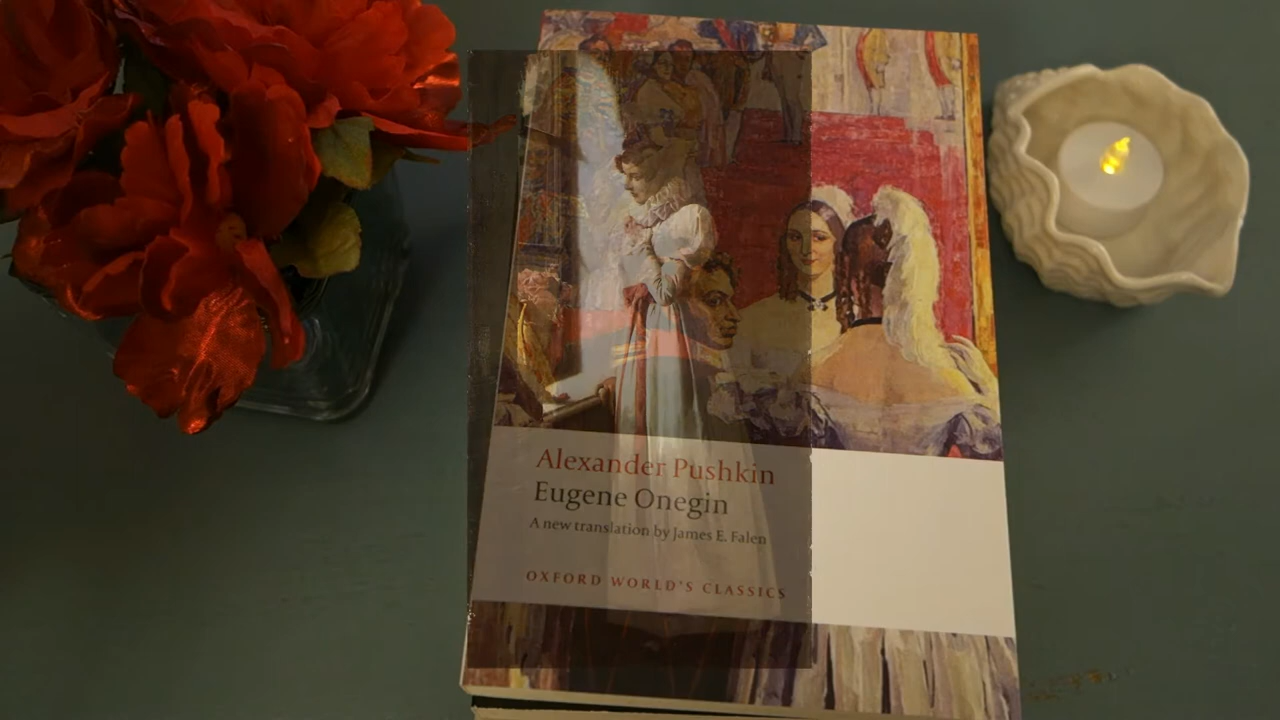 Alexander Pushkin
Eugene Onegin
A new translation by James E. Falen
OXFORD WORLD'S CLASSICS